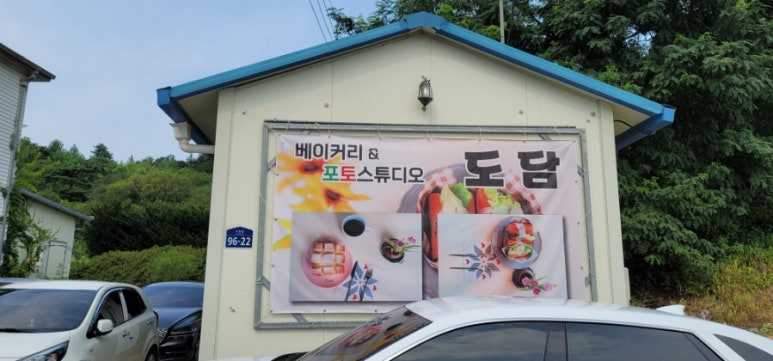 베이커리 &
포토스튜디오
도담
96-22